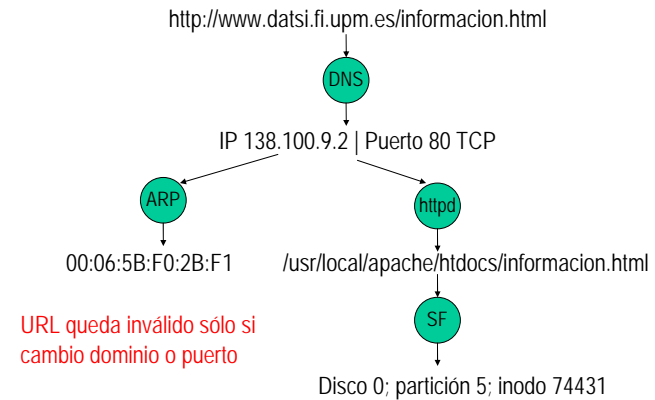 http://www.datsi.fi.upm.es/informacion.html
DNS
IP 138.100.9.2 | Puerto 80 TCP
ARP
httpd
00:06:5B:F0:2B:F1
/usr/local/apache/htdocs/informacion.html
URL queda inválido sólo si
cambio dominio o puerto
SF
Disco 0; partición 5; inodo 74431